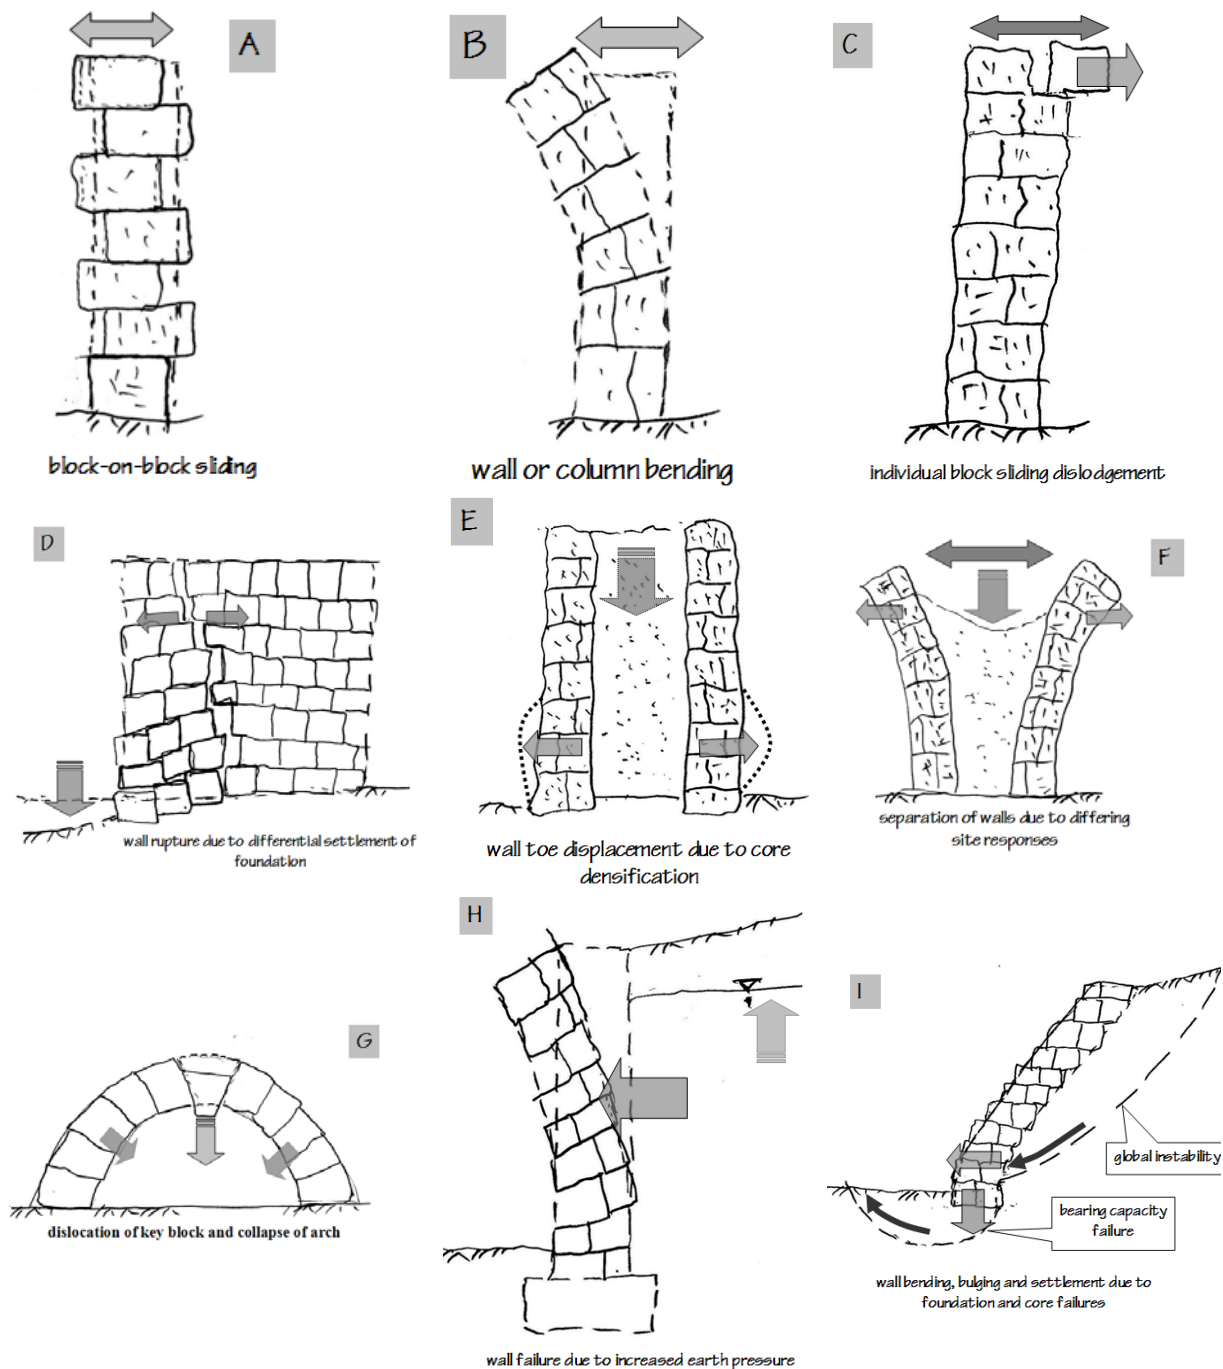 A
B
C
block-on-block sliding
wall or column bending
individual block sliding dislodgement
D
E
F
wall rupture due to differential settlement of
foundation
wall toe displacement due to core
densification
separation of walls due to differing
site responses
G
H
I
dislocation of key block and collapse of arch
global instability
bearing capacity
failure
wall bending, bulging and settlement due to
foundation and core failures
wall failure due to increased earth pressure